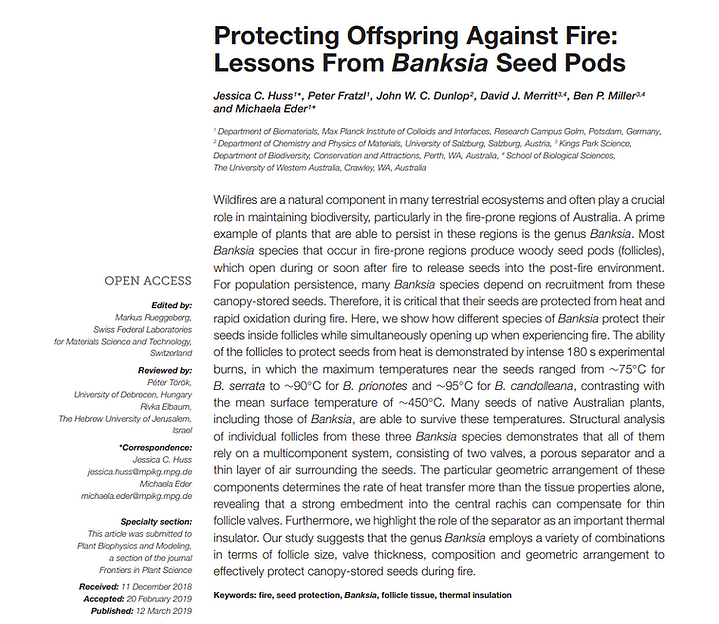 Protecting Offspring Against Fire:
Lessons From Banksia Seed Pods
Jessica C. Huss1*, Peter Fratzl1, John W. C. Dunlop2, David J. Merritt3,4, Ben P. Miller3,4
and Michaela Eder1*
1 Department of Biomaterials, Max Planck Institute of Colloids and Interfaces, Research Campus Golm, Potsdam, Germany,
2 Department of Chemistry and Physics of Materials, University of Salzburg, Salzburg, Austria, 3 Kings Park Science,
Department of Biodiversity, Conservation and Attractions, Perth, WA, Australia, 4 School of Biological Sciences,
The University of Western Australia, Crawley, WA, Australia
Wildfires are a natural component in many terrestrial ecosystems and often play a crucial
role in maintaining biodiversity, particularly in the fire-prone regions of Australia. A prime
example of plants that are able to persist in these regions is the genus Banksia. Most
Banksia species that occur in fire-prone regions produce woody seed pods (follicles),
which open during or soon after fire to release seeds into the post-fire environment.
For population persistence, many Banksia species depend on recruitment from these
canopy-stored seeds. Therefore, it is critical that their seeds are protected from heat and
rapid oxidation during fire. Here, we show how different species of Banksia protect their
seeds inside follicles while simultaneously opening up when experiencing fire. The ability
of the follicles to protect seeds from heat is demonstrated by intense 180 s experimental
burns, in which the maximum temperatures near the seeds ranged from ∼75°C for
B. serrata to ∼90°C for B. prionotes and ∼95°C for B. candolleana, contrasting with
the mean surface temperature of ∼450°C. Many seeds of native Australian plants,
including those of Banksia, are able to survive these temperatures. Structural analysis
of individual follicles from these three Banksia species demonstrates that all of them
rely on a multicomponent system, consisting of two valves, a porous separator and a
thin layer of air surrounding the seeds. The particular geometric arrangement of these
components determines the rate of heat transfer more than the tissue properties alone,
revealing that a strong embedment into the central rachis can compensate for thin
follicle valves. Furthermore, we highlight the role of the separator as an important thermal
insulator. Our study suggests that the genus Banksia employs a variety of combinations
in terms of follicle size, valve thickness, composition and geometric arrangement to
effectively protect canopy-stored seeds during fire.
Keywords: fire, seed protection, Banksia, follicle tissue, thermal insulation
OPEN ACCESS
Edited by:
Markus Rueggeberg,
Swiss Federal Laboratories
for Materials Science and Technology,
Switzerland
Reviewed by:
Péter Török,
University of Debrecen, Hungary
Rivka Elbaum,
The Hebrew University of Jerusalem,
Israel
*Correspondence:
Jessica C. Huss
jessica.huss@mpikg.mpg.de
Michaela Eder
michaela.eder@mpikg.mpg.de
Specialty section:
This article was submitted to
Plant Biophysics and Modeling,
a section of the journal
Frontiers in Plant Science
Received: 11 December 2018
Accepted: 20 February 2019
Published: 12 March 2019